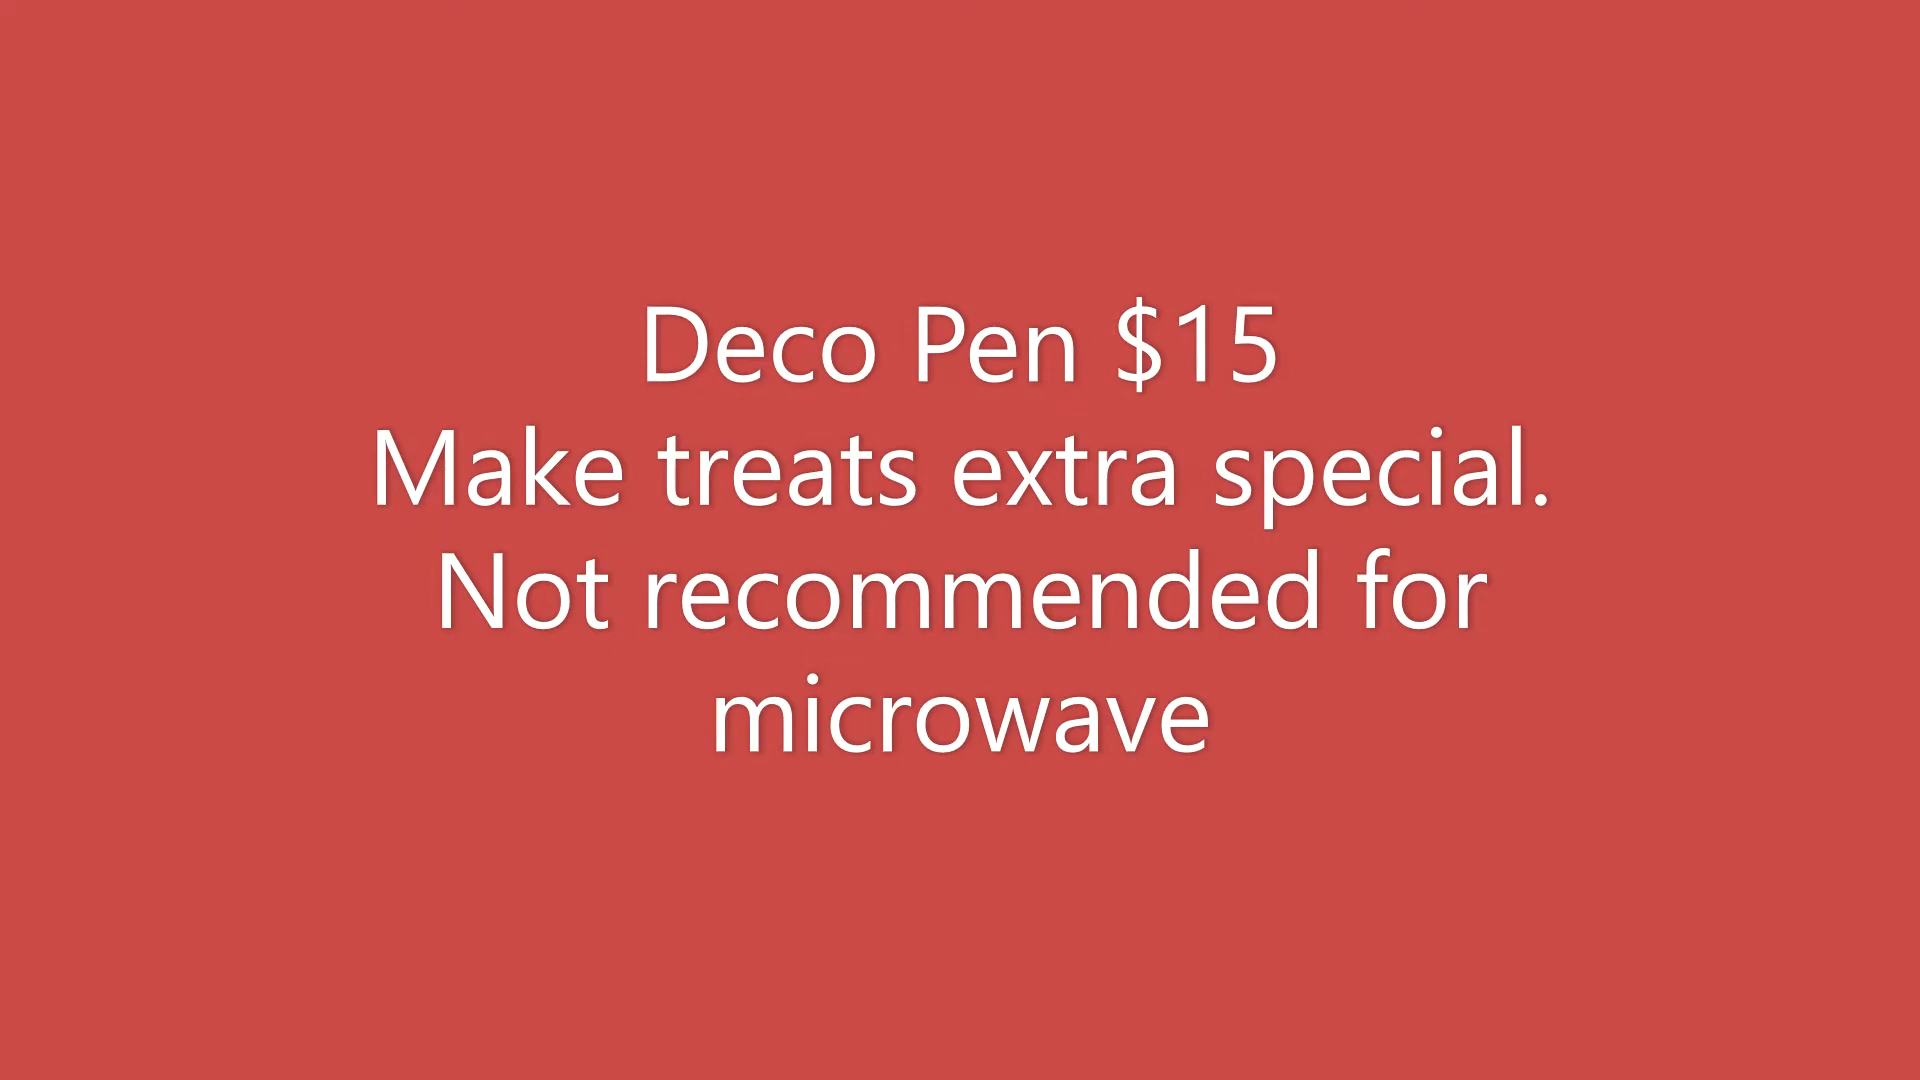 Deco Pen $15
Make treats extra special.
Not recommended for
microwave